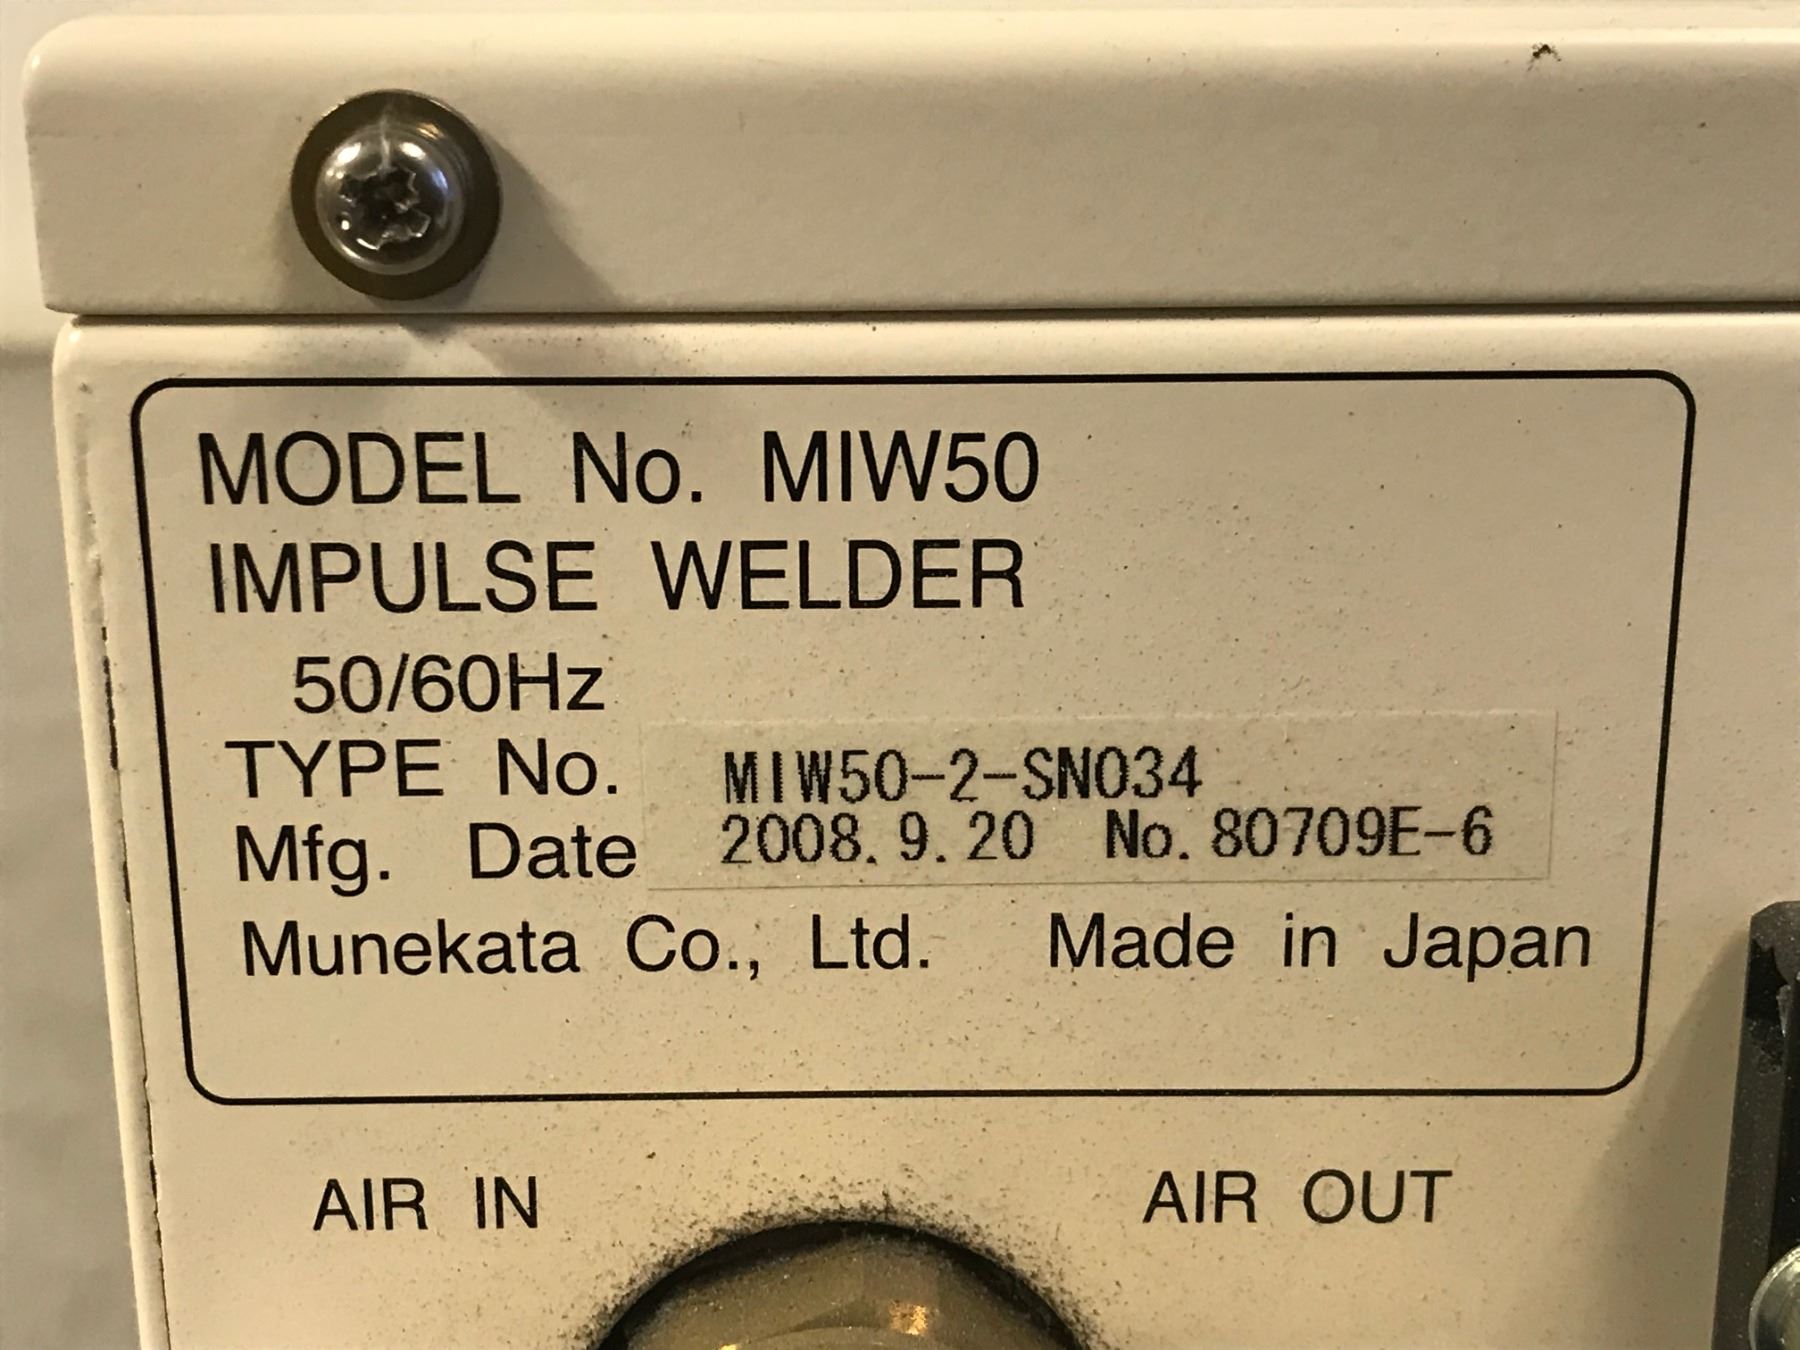 MODEL No. MIW50
IMPULSE WELDER
50/60Hz
TYPE No. MIW50-2-SN034
Mfg. Date 2008.9.20 No.80709E-6
Munekata Co., Ltd. Made in Japan
AIR IN AIR OUT